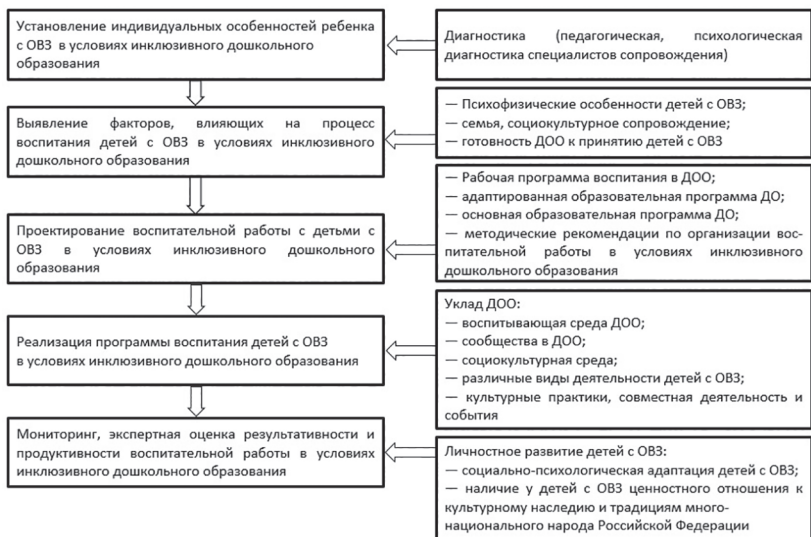 Установление индивидуальных особенностей ребенка
с ОВЗ в условиях инклюзивного дошкольного
образования
Диагностика (педагогическая, психологическая
диагностика специалистов сопровождения)
Выявление факторов, влияющих на процесс
воспитания детей с ОВЗ в условиях инклюзивного
дошкольного образования
— Психофизические особенности детей с ОВЗ;
— семья, социокультурное сопровождение;
— готовность ДОО к принятию детей с ОВЗ
Проектирование воспитательной работы с детьми с
ОВЗ в условиях инклюзивного дошкольного
образования
— Рабочая программа воспитания в ДОО;
— адаптированная образовательная программа ДО;
— основная образовательная программа ДО;
— методические рекомендации по организации вос-
питательной работы в условиях инклюзивного
дошкольного образования
Реализация программы воспитания детей с ОВЗ
в условиях инклюзивного дошкольного образования
Уклад ДОО:
— воспитывающая среда ДОО;
— сообщества в ДОО;
— социокультурная среда;
— различные виды деятельности детей с ОВЗ;
— культурные практики, совместная деятельность и
события
Мониторинг, экспертная оценка результативности и
продуктивности воспитательной работы в условиях
инклюзивного дошкольного образования
Личностное развитие детей с ОВЗ:
— социально-психологическая адаптация детей с ОВЗ;
— наличие у детей с ОВЗ ценностного отношения к
культурному наследию и традициям много-
национального народа Российской Федерации